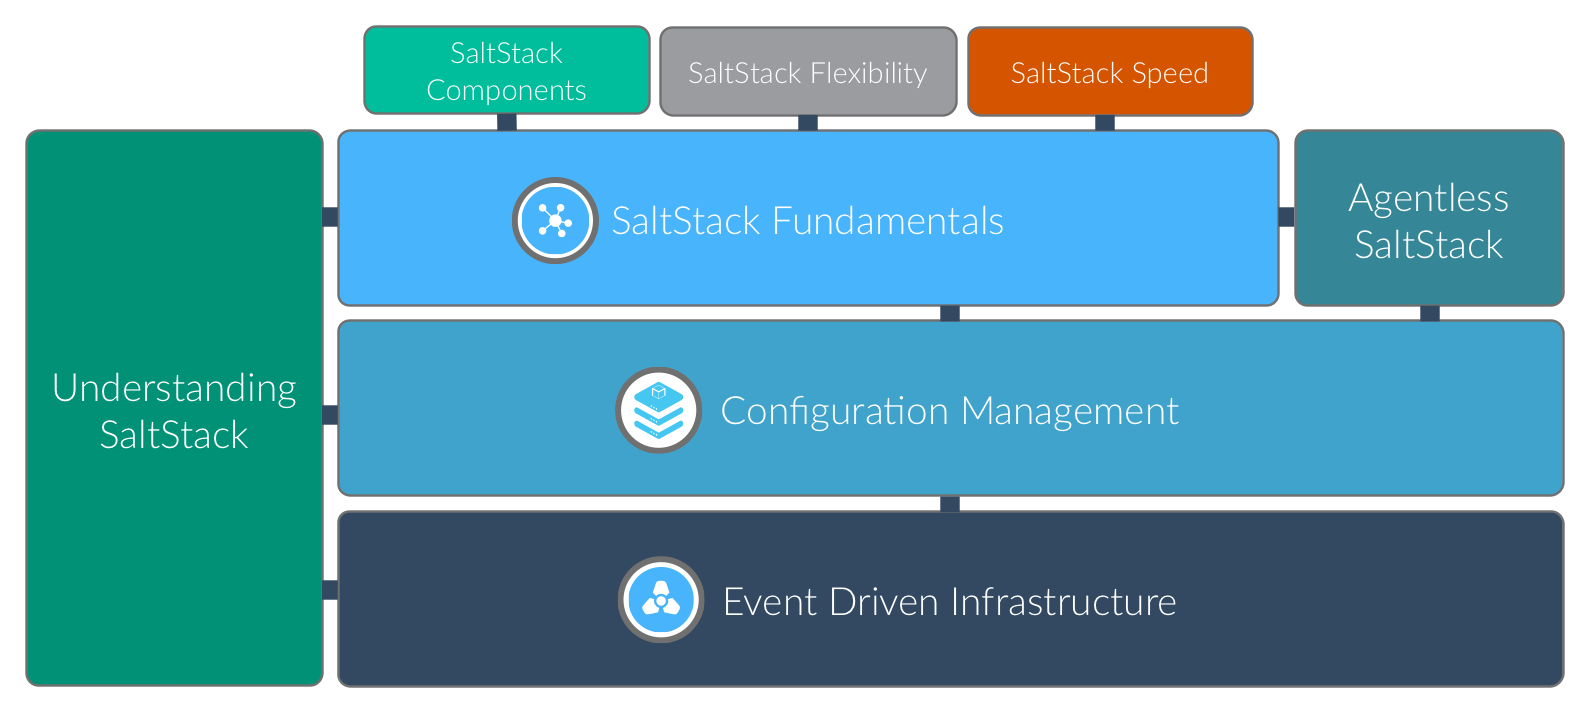 SaltStack
Components
SaltStack Flexibility
SaltStack Speed
SaltStack Fundamentals
Agentless
SaltStack
Understanding
SaltStack
Configuration Management
Event Driven Infrastructure